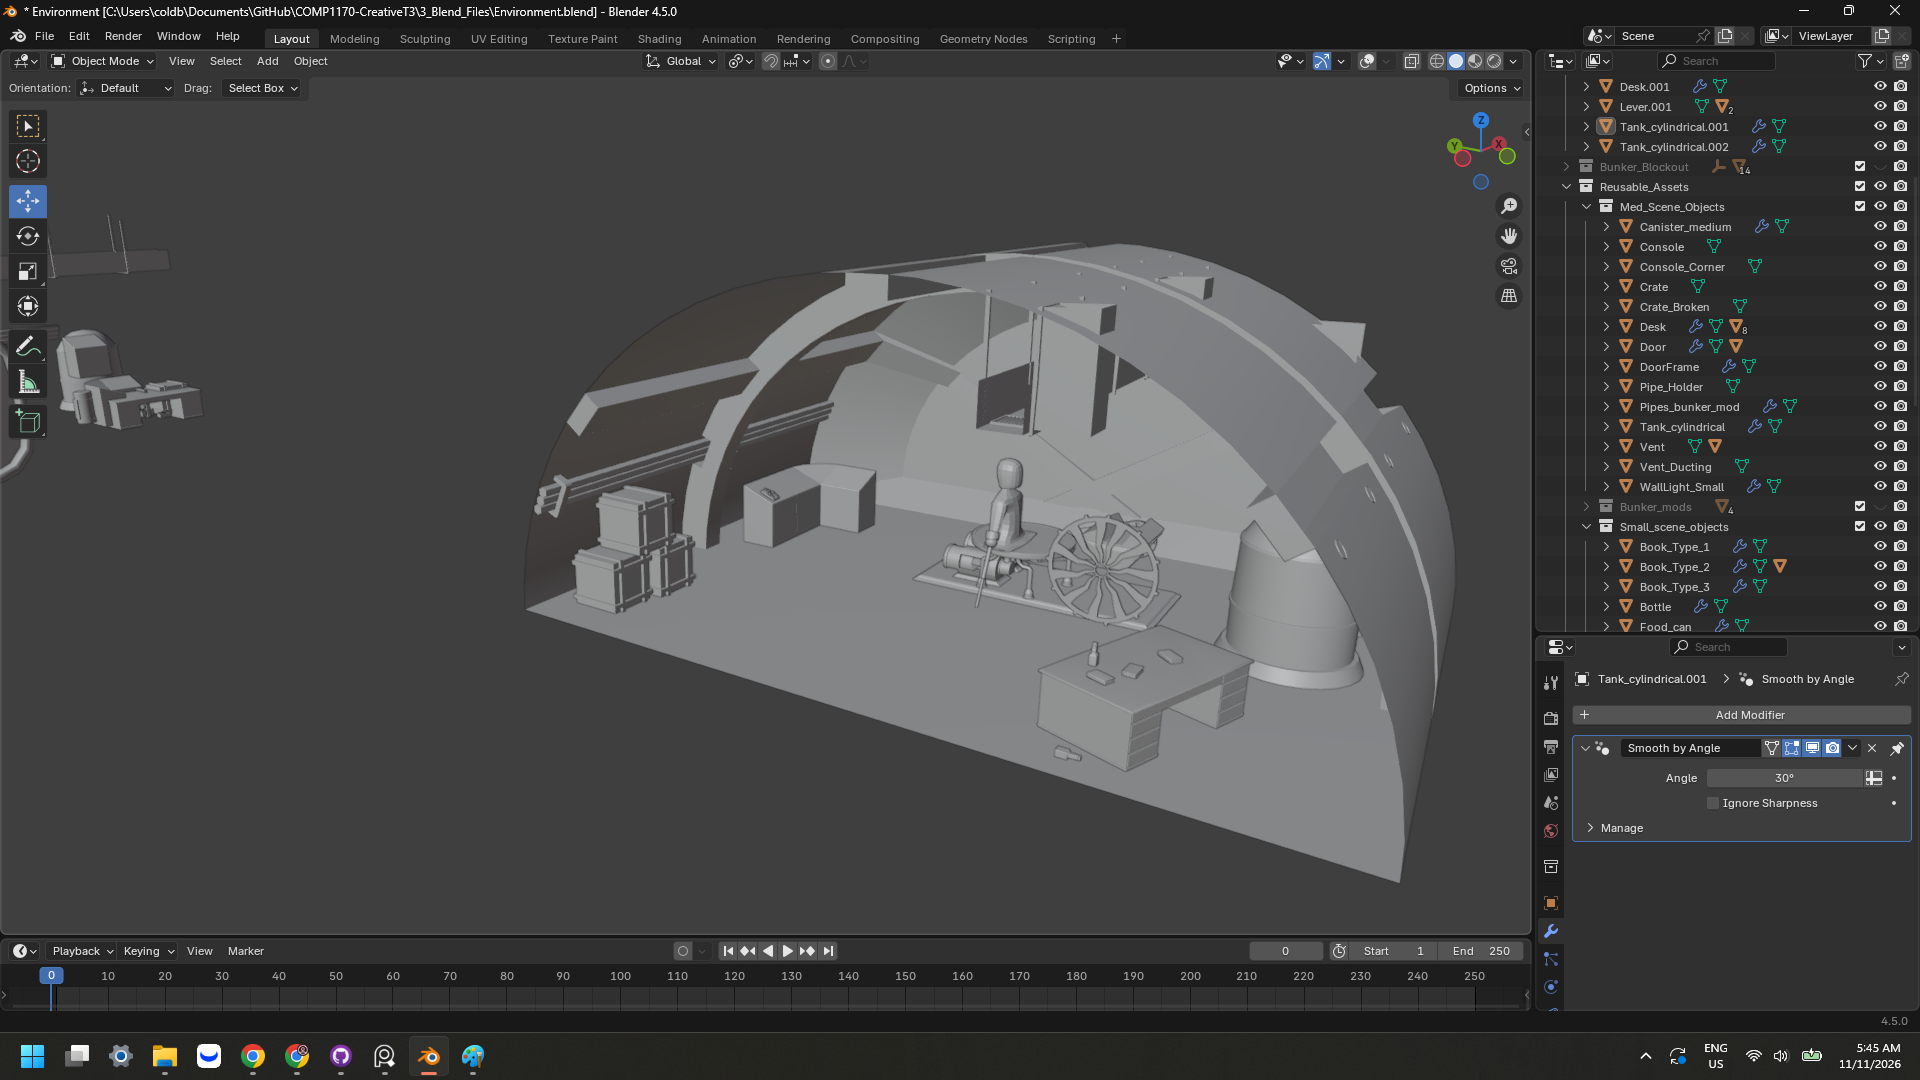 * Environment [C:\Users\coldb\Documents\GitHub\COMP1170-CreativeT3\3_Blend_Files\Environment.blend] - Blender 4.5.0
File Edit Render Window Help Layout Modeling Sculpting UV Editing Texture Paint Shading Animation Rendering Compositing Geometry Nodes Scripting + Scene ViewLayer
Object Mode View Select Add Object Global Search
Orientation: Default Drag: Select Box Options
Desk.001
Lever.001 2
Tank_cylindrical.001
Tank_cylindrical.002
Bunker_Blockout 14
Reusable_Assets
Med_Scene_Objects
Canister_medium
Console
Console_Corner
Crate
Crate_Broken
Desk 8
Door
DoorFrame
Pipe_Holder
Pipes_bunker_mod
Tank_cylindrical
Vent
Vent_Ducting
WallLight_Small
Bunker_mods 4
Small_scene_objects
Book_Type_1
Book_Type_2
Book_Type_3
Bottle
Food_can
Z
Y
X
Search
Tank_cylindrical.001 > Smooth by Angle
+ Add Modifier
Smooth by Angle
Angle 30°
Ignore Sharpness
Manage
Playback Keying View Marker 0 Start 1 End 250
0 10 20 30 40 50 60 70 80 90 100 110 120 130 140 150 160 170 180 190 200 210 220 230 240 250
4.5.0
ENG
US
5:45 AM
11/11/2026